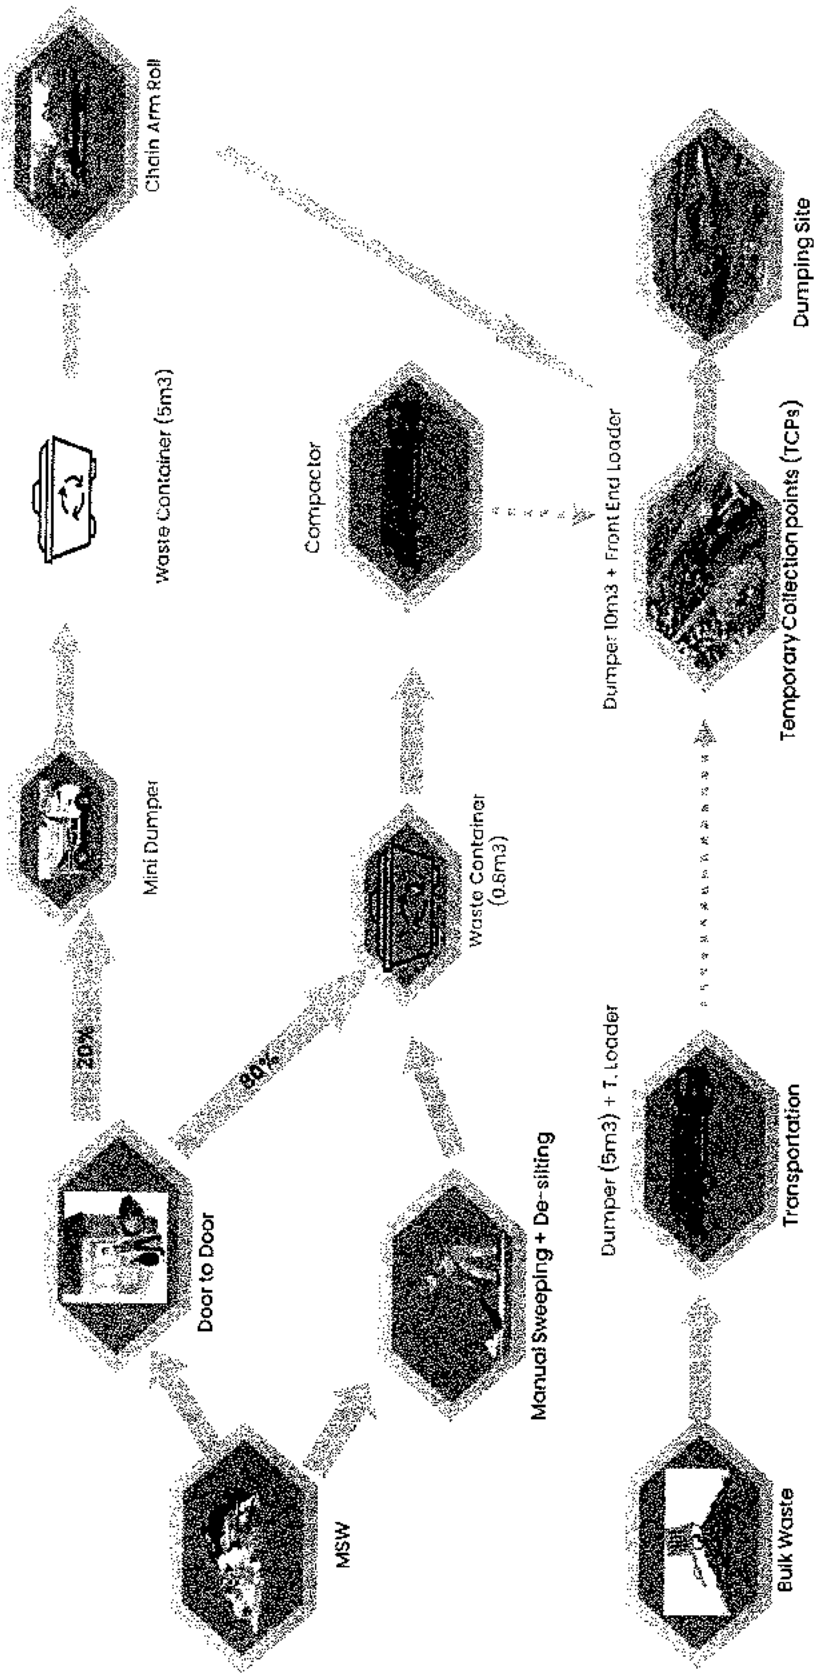 MSW
Door to Door
20%
Mini Dumper
Waste Container (5m3)
Chain Arm Roll
80%
Manual Sweeping + De-silting
Waste Container
(0.8m3)
Compactor
Bulk Waste
Dumper (5m3) + T. Loader
Transportation
Dumper 10m3 + Front End Loader
Temporary Collection points (TCPs)
Dumping Site